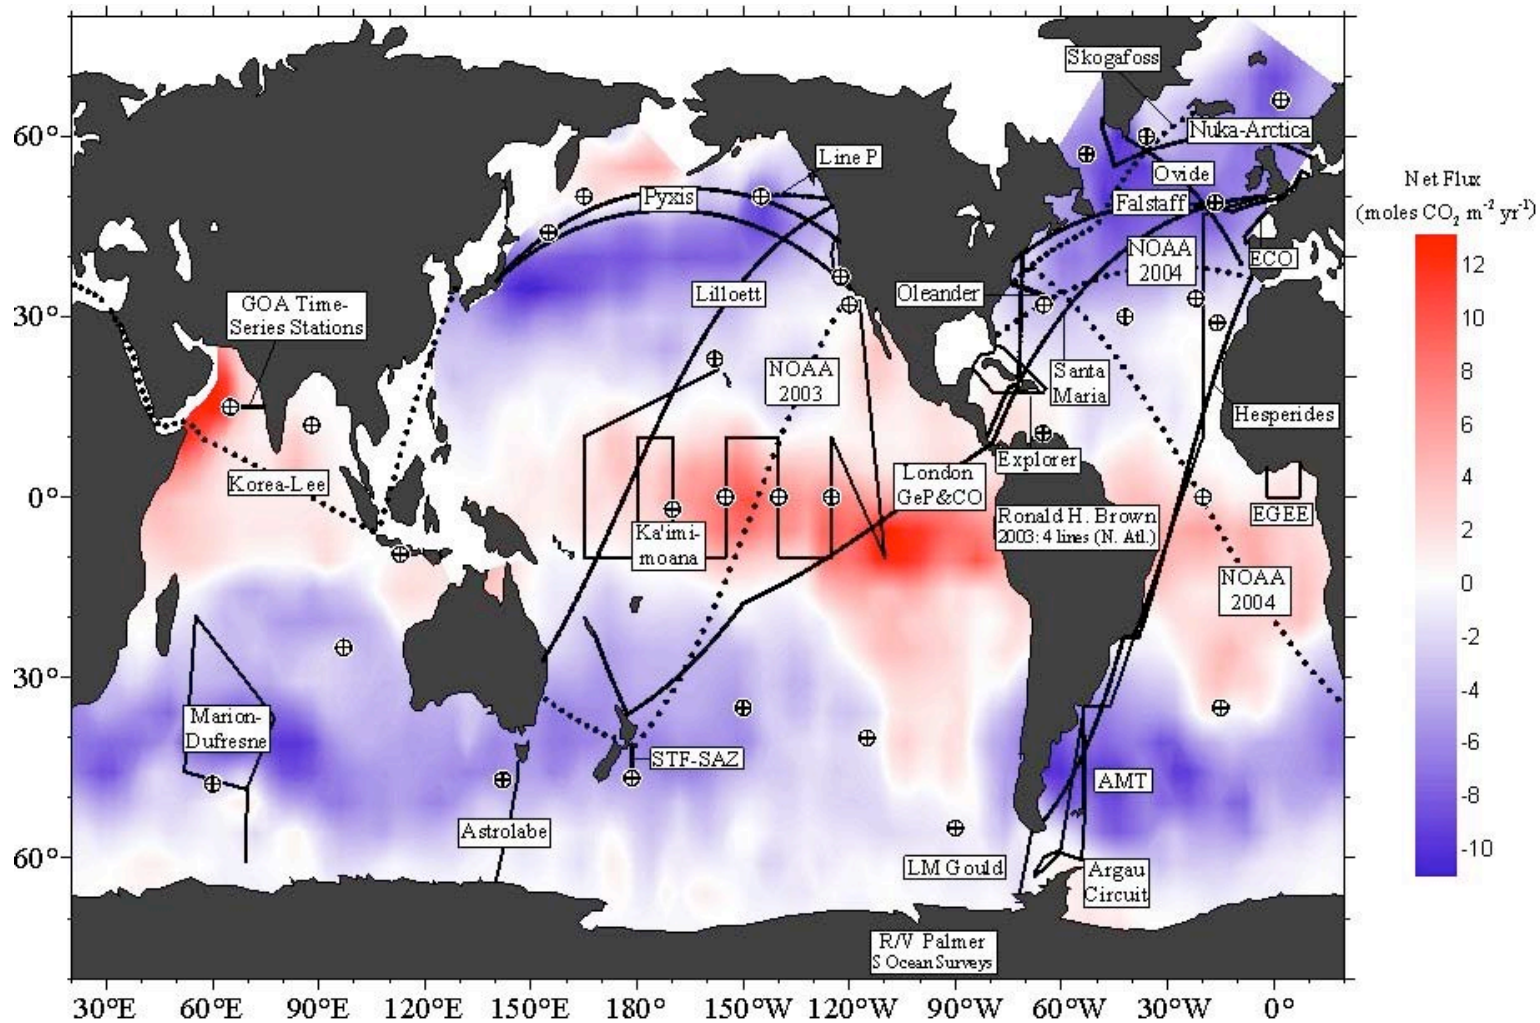 Skogafoss
60°
Nuka-Arctica
Line P
Ovide
Net Flux
(moles CO₂ m⁻² yr⁻¹)
Pyxis
Falstaff
NOAA
2004
ECO
12
GOA Time-
Series Stations
Lilloett
Oleander
30°
10
NOAA
2003
Santa
Maria
8
Hesperides
6
Explorer
Korea-Lee
London
GeP&CO
4
0°
EGEE
Ronald H. Brown
2003: 4 lines (N. Atl.)
Ka'imi-
moana
2
NOAA
2004
0
-2
30°
-4
Marion-
Dufresne
STF-SAZ
-6
AMT
-8
Astrolabe
-10
60°
LM Gould
Argau
Circuit
R/V Palmer
S Ocean Surveys
30°E 60°E 90°E 120°E 150°E 180° 150°W 120°W 90°W 60°W 30°W 0°